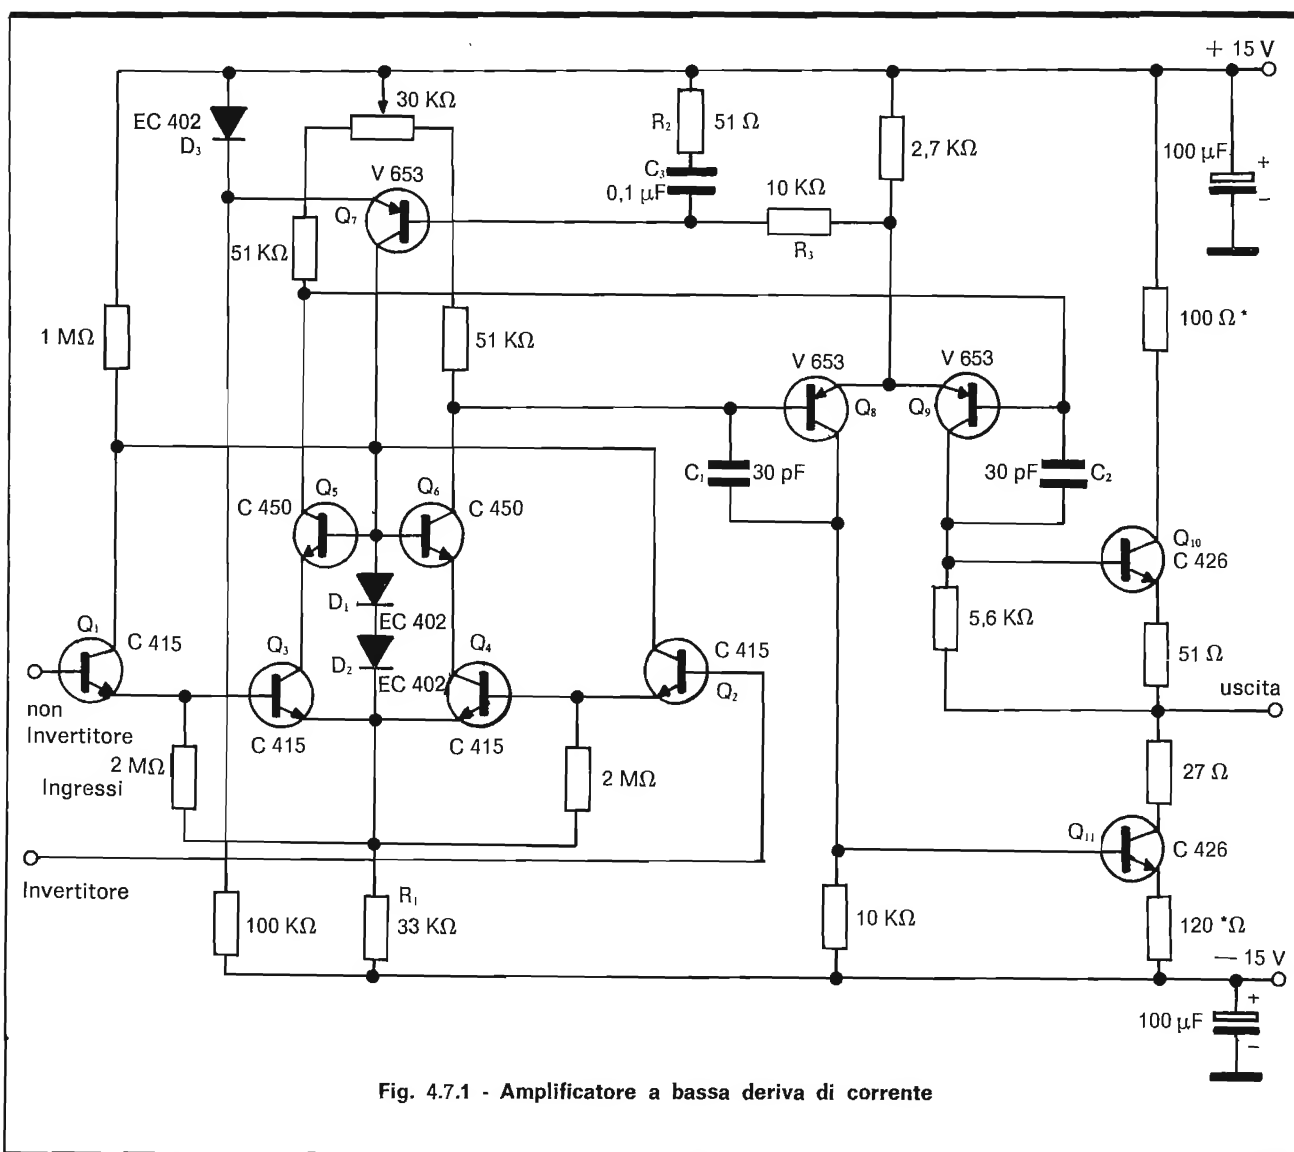 + 15 V
30 KΩ
EC 402
D₃
R₂
51 Ω
2,7 KΩ
100 µF
+
−
V 653
C₃
0,1 µF
10 KΩ
Q₇
R₃
51 KΩ
1 MΩ
51 KΩ
100 Ω *
V 653
V 653
Q₈
Q₉
C₁
30 pF
30 pF
C₂
Q₅
Q₆
C 450
C 450
Q₁₀
C 426
D₁
EC 402
5,6 KΩ
Q₁
C 415
Q₃
D₂
Q₄
C 415
51 Ω
EC 402
Q₂
uscita
non
Invertitore
C 415
C 415
2 MΩ
2 MΩ
27 Ω
Ingressi
Q₁₁
C 426
Invertitore
R₁
100 KΩ
33 KΩ
10 KΩ
120 *Ω
— 15 V
+
100 µF
−
Fig. 4.7.1 - Amplificatore a bassa deriva di corrente